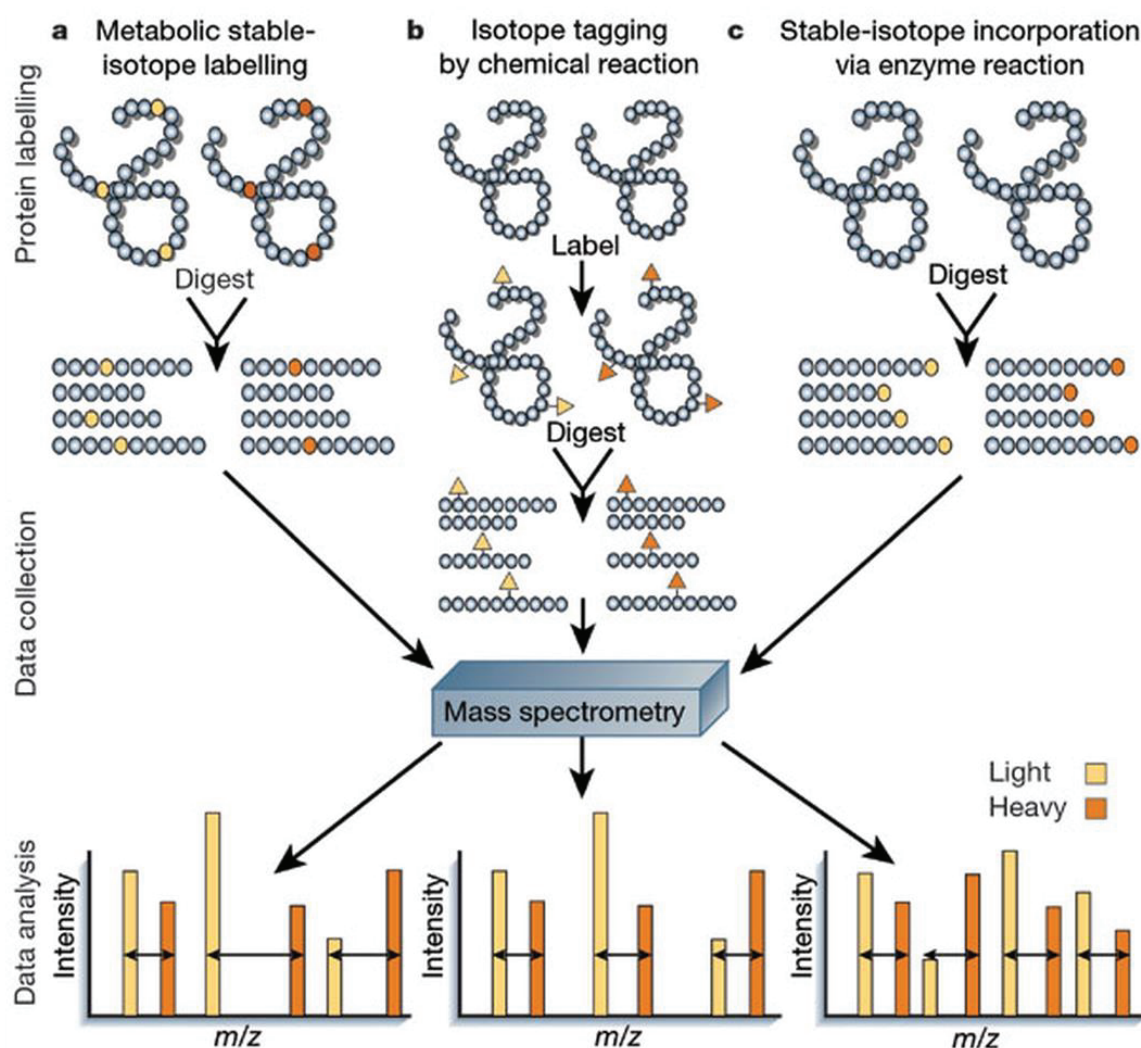 a Metabolic stable-
isotope labelling
b Isotope tagging
by chemical reaction
c Stable-isotope incorporation
via enzyme reaction
Protein labelling
Digest
Label
Digest
Digest
Data collection
Mass spectrometry
Light
Heavy
Data analysis
Intensity
m/z
Intensity
m/z
Intensity
m/z